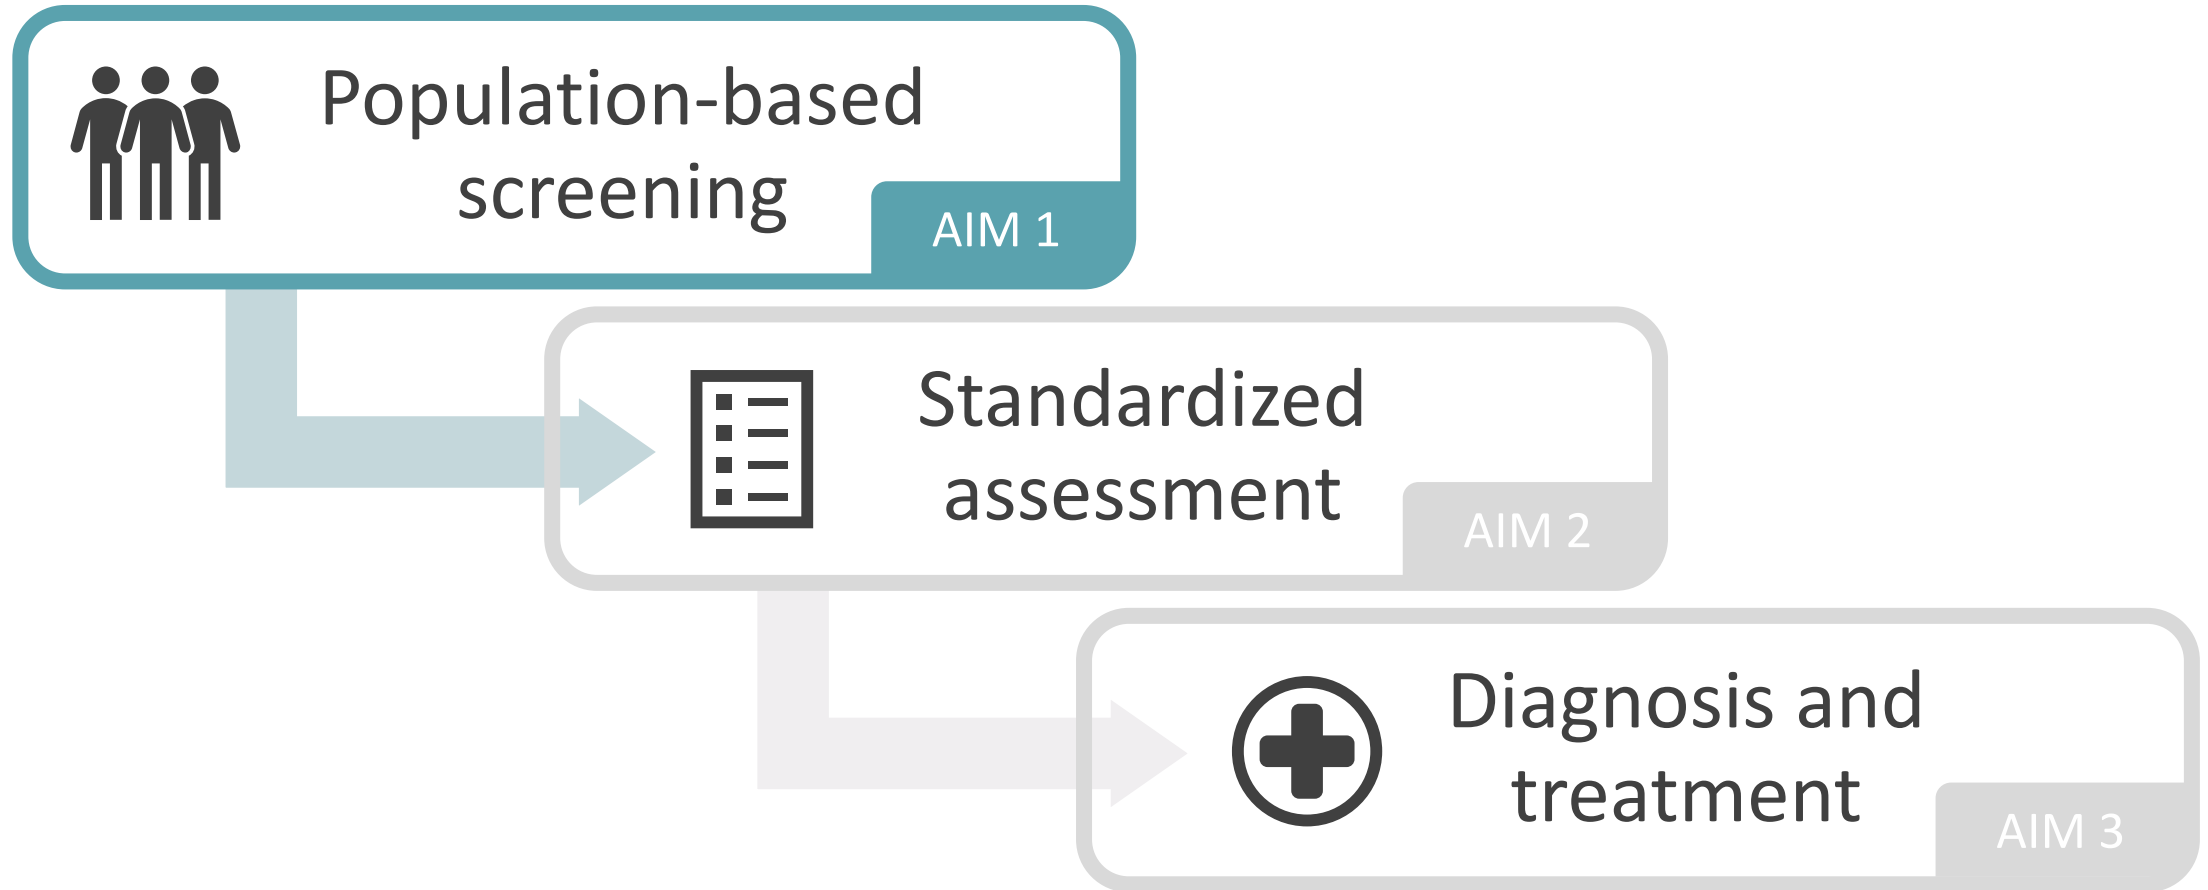 Population-based
screening
AIM 1
Standardized
assessment
AIM 2
Diagnosis and
treatment
AIM 3